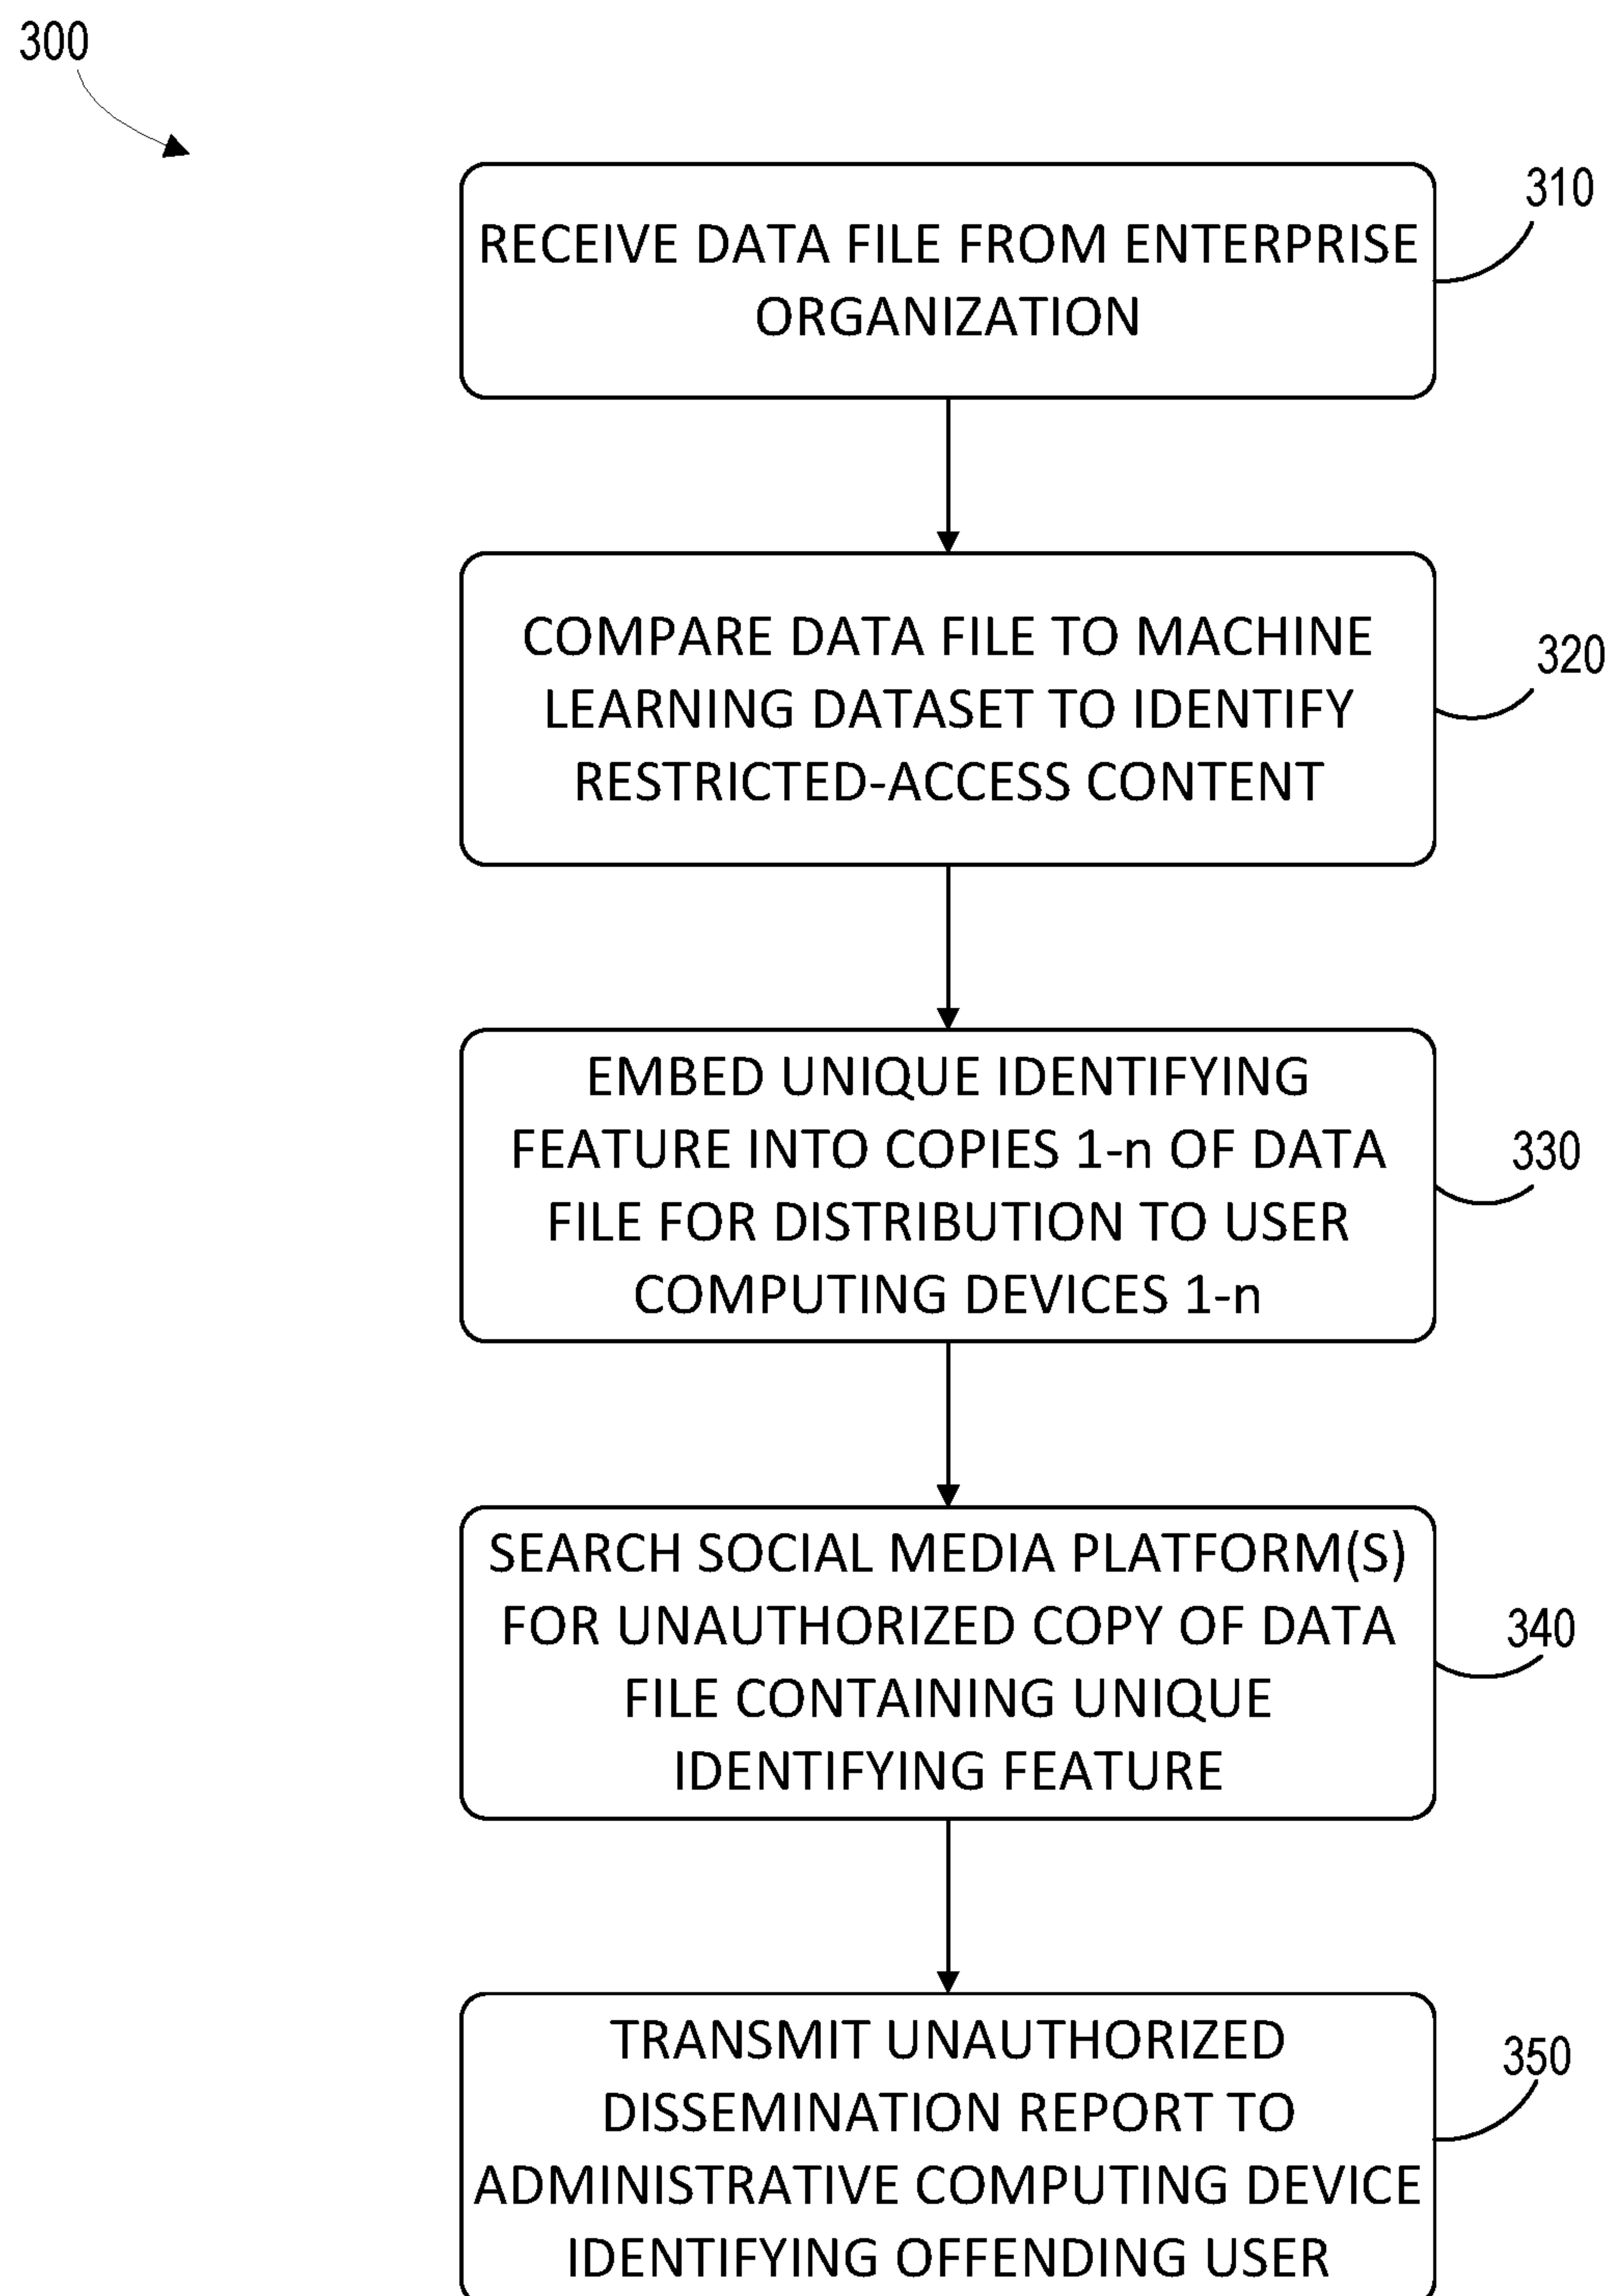 300
310
RECEIVE DATA FILE FROM ENTERPRISE
ORGANIZATION
320
COMPARE DATA FILE TO MACHINE
LEARNING DATASET TO IDENTIFY
RESTRICTED-ACCESS CONTENT
330
EMBED UNIQUE IDENTIFYING
FEATURE INTO COPIES 1-n OF DATA
FILE FOR DISTRIBUTION TO USER
COMPUTING DEVICES 1-n
340
SEARCH SOCIAL MEDIA PLATFORM(S)
FOR UNAUTHORIZED COPY OF DATA
FILE CONTAINING UNIQUE
IDENTIFYING FEATURE
350
TRANSMIT UNAUTHORIZED
DISSEMINATION REPORT TO
ADMINISTRATIVE COMPUTING DEVICE
IDENTIFYING OFFENDING USER